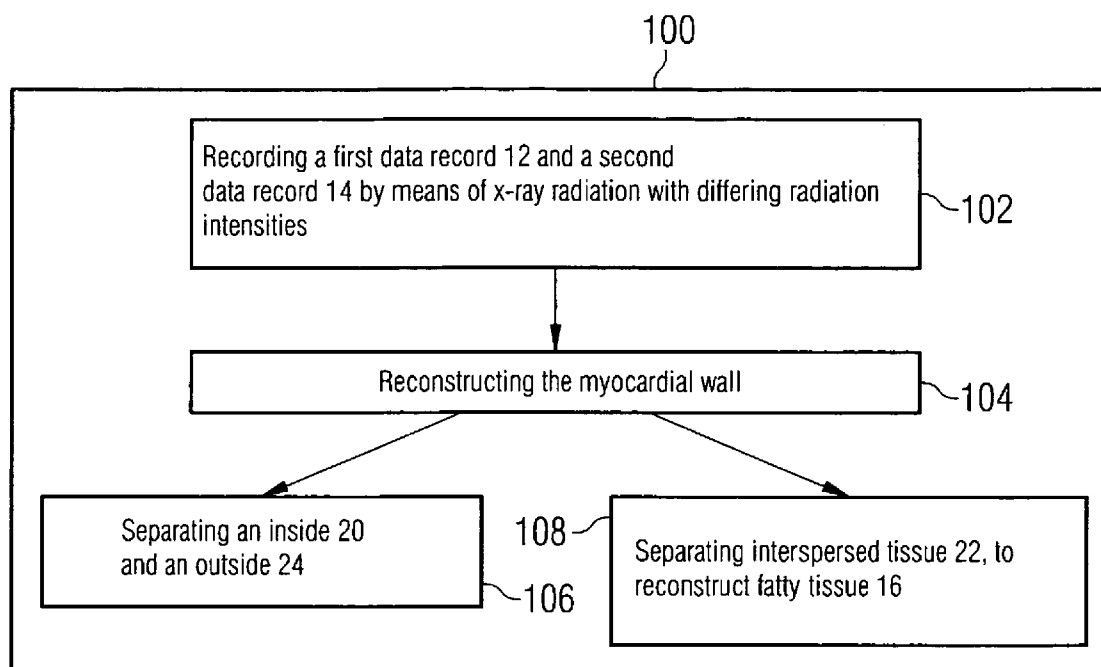 100
Recording a first data record 12 and a second
data record 14 by means of x-ray radiation with differing radiation
intensities
102
Reconstructing the myocardial wall
104
Separating an inside 20
and an outside 24
106
108
Separating interspersed tissue 22, to
reconstruct fatty tissue 16